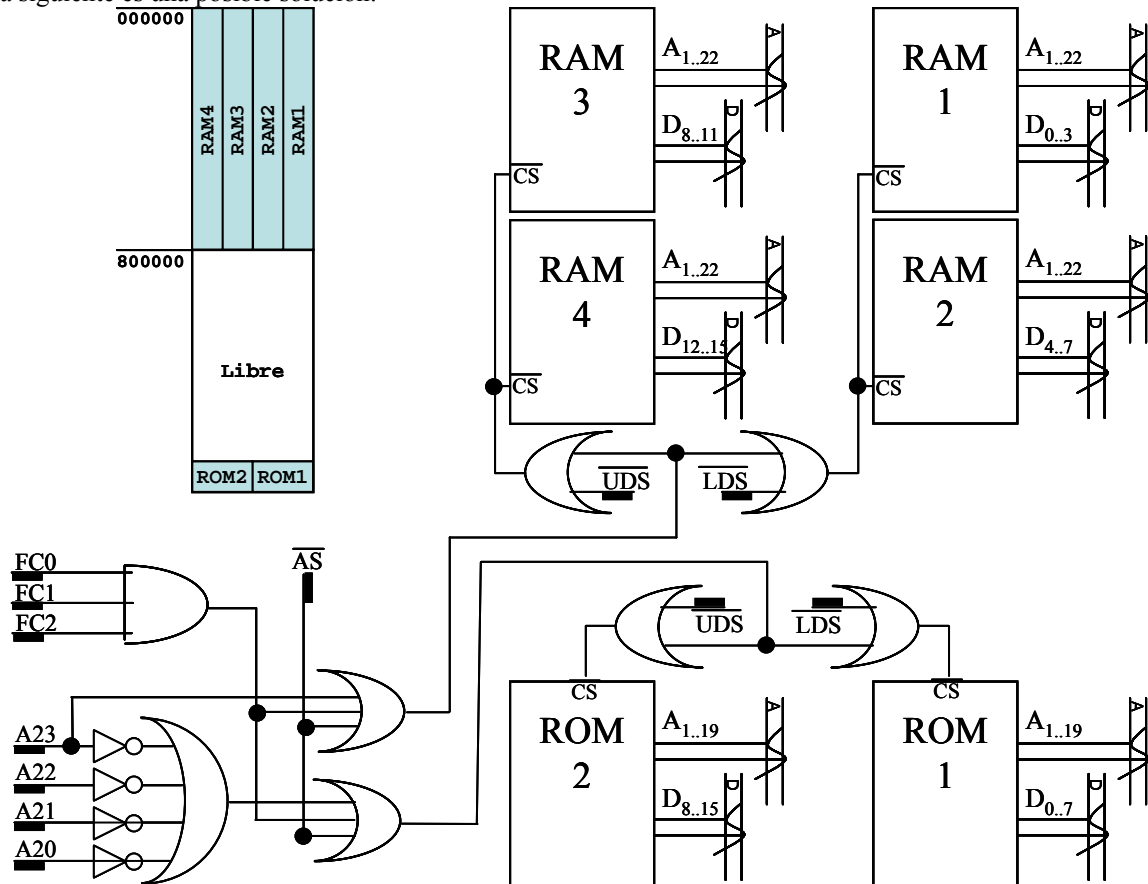 a siguiente es una posible solución.
000000
RAM4
RAM3
RAM2
RAM1
800000
Libre
ROM2
ROM1
RAM
3
A1..22
A
D8..11
D
CS
RAM
1
A1..22
A
D0..3
D
CS
RAM
4
A1..22
A
D12..15
D
CS
RAM
2
A1..22
A
D4..7
D
CS
UDS
LDS
FC0
FC1
FC2
AS
UDS
LDS
A23
A22
A21
A20
CS
ROM
2
A1..19
A
D8..15
D
CS
ROM
1
A1..19
A
D0..7
D